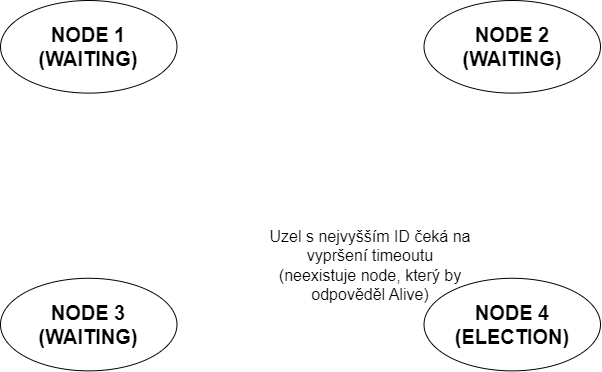 NODE 1
(WAITING)
NODE 2
(WAITING)
Uzel s nejvyšším ID čeká na
vypršení timeoutu
(neexistuje node, který by
odpověděl Alive)
NODE 3
(WAITING)
NODE 4
(ELECTION)